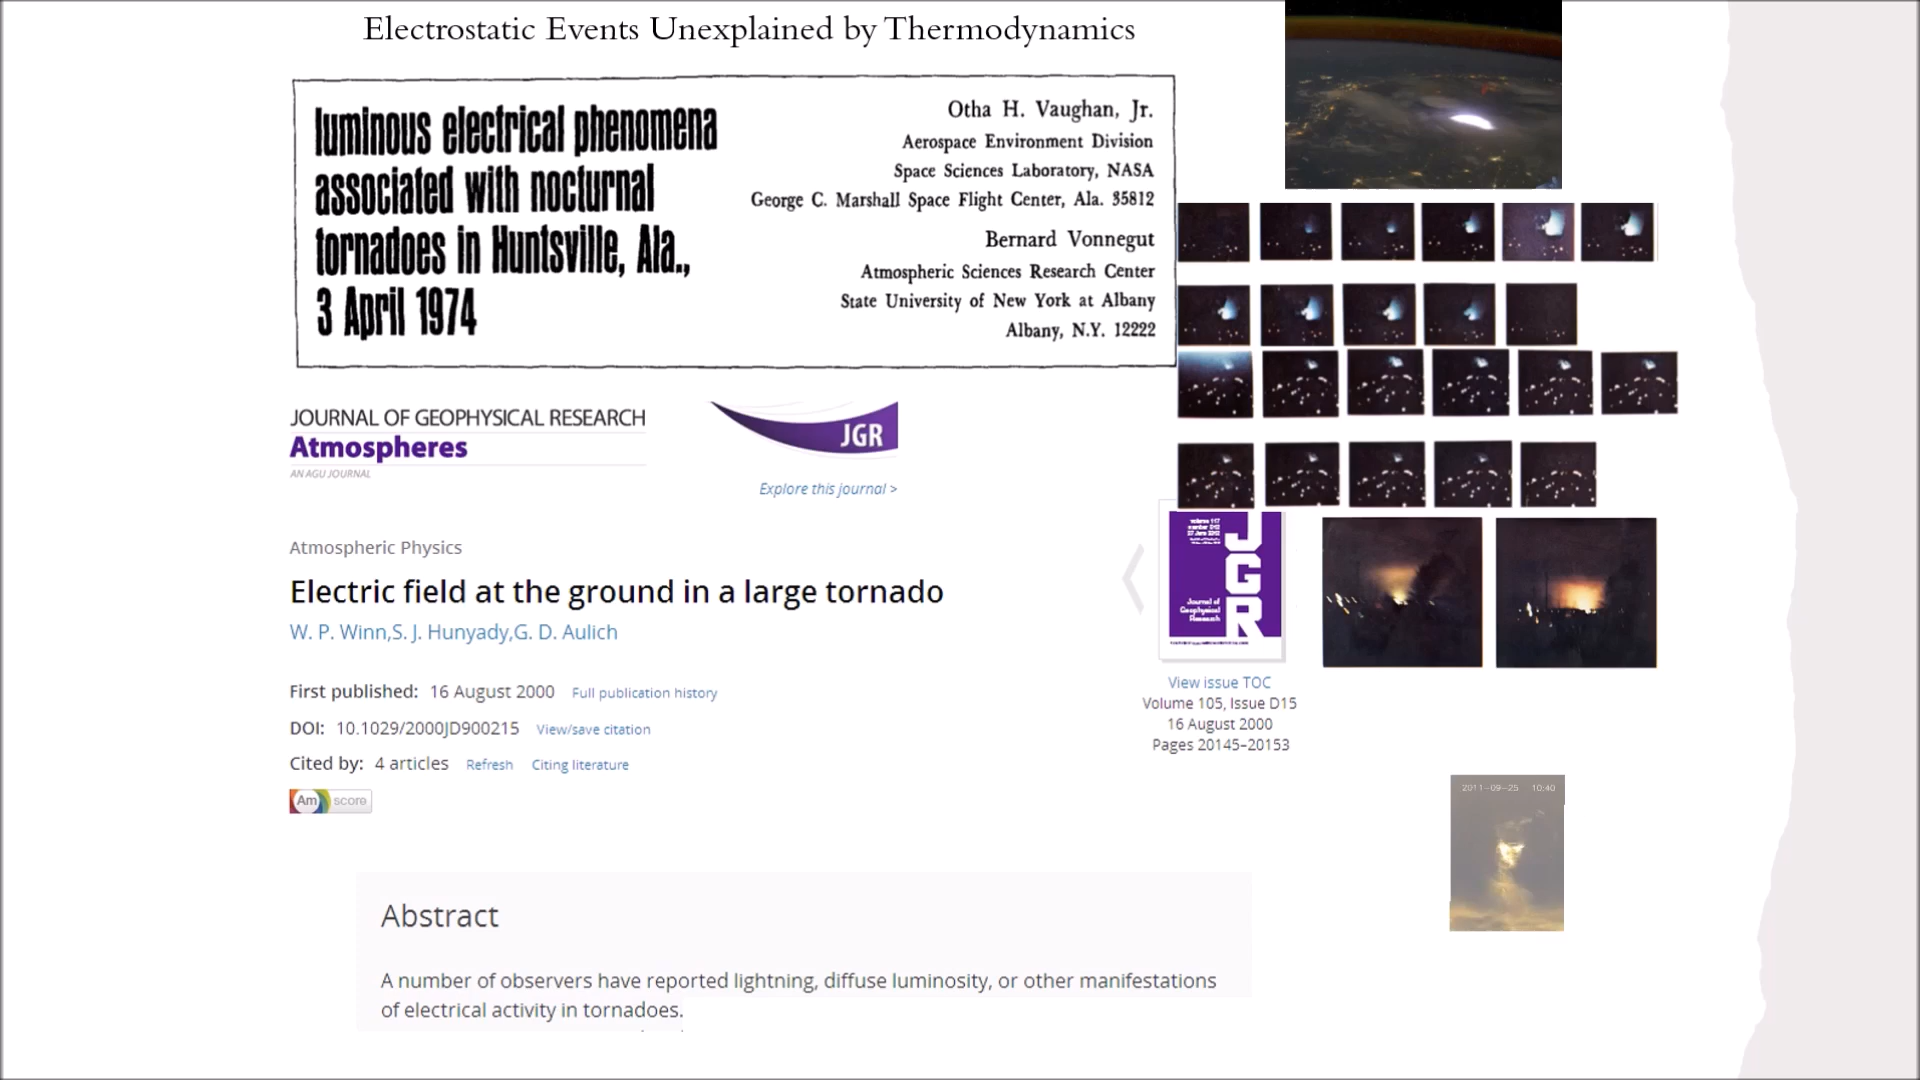 Electrostatic Events Unexplained by Thermodynamics
luminous electrical phenomena
associated with nocturnal
tornadoes in Huntsville, Ala.,
3 April 1974
Otha H. Vaughan, Jr.
Aerospace Environment Division
Space Sciences Laboratory, NASA
George C. Marshall Space Flight Center, Ala. 35812
Bernard Vonnegut
Atmospheric Sciences Research Center
State University of New York at Albany
Albany, N.Y. 12222
JOURNAL OF GEOPHYSICAL RESEARCH
Atmospheres
AN AGU JOURNAL
JGR
Explore this journal >
Atmospheric Physics
Electric field at the ground in a large tornado
W. P. Winn,S. J. Hunyady,G. D. Aulich
First published: 16 August 2000 Full publication history
DOI: 10.1029/2000JD900215 View/save citation
Cited by: 4 articles Refresh Citing literature
Am score
JGR
Journal of
Geophysical
Research
View issue TOC
Volume 105, Issue D15
16 August 2000
Pages 20145–20153
2011-09-25 10:40
Abstract
A number of observers have reported lightning, diffuse luminosity, or other manifestations
of electrical activity in tornadoes.